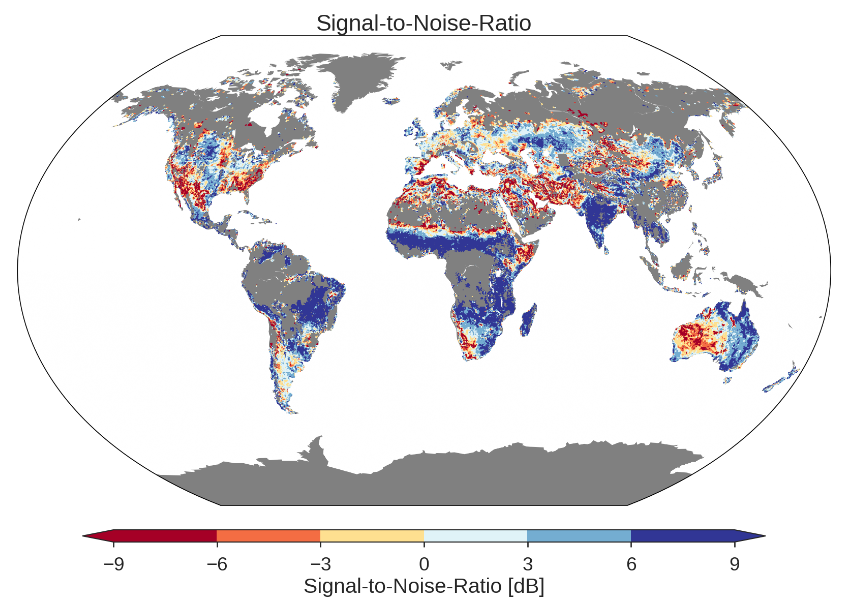 Signal-to-Noise-Ratio
−9 −6 −3 0 3 6 9
Signal-to-Noise-Ratio [dB]